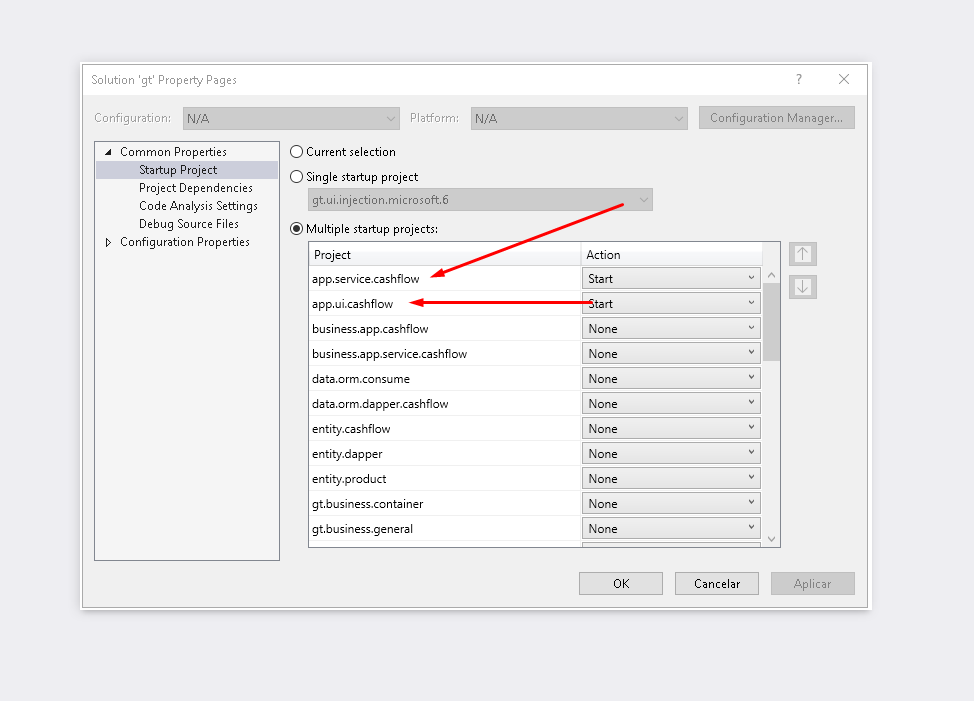 Solution 'gt' Property Pages
?
Configuration: N/A Platform: N/A Configuration Manager...
Common Properties
Startup Project
Project Dependencies
Code Analysis Settings
Debug Source Files
Configuration Properties
Current selection
Single startup project
gt.ui.injection.microsoft.6
Multiple startup projects:
Project Action
app.service.cashflow Start
app.ui.cashflow Start
business.app.cashflow None
business.app.service.cashflow None
data.orm.consume None
data.orm.dapper.cashflow None
entity.cashflow None
entity.dapper None
entity.product None
gt.business.container None
gt.business.general None
OK Cancelar Aplicar